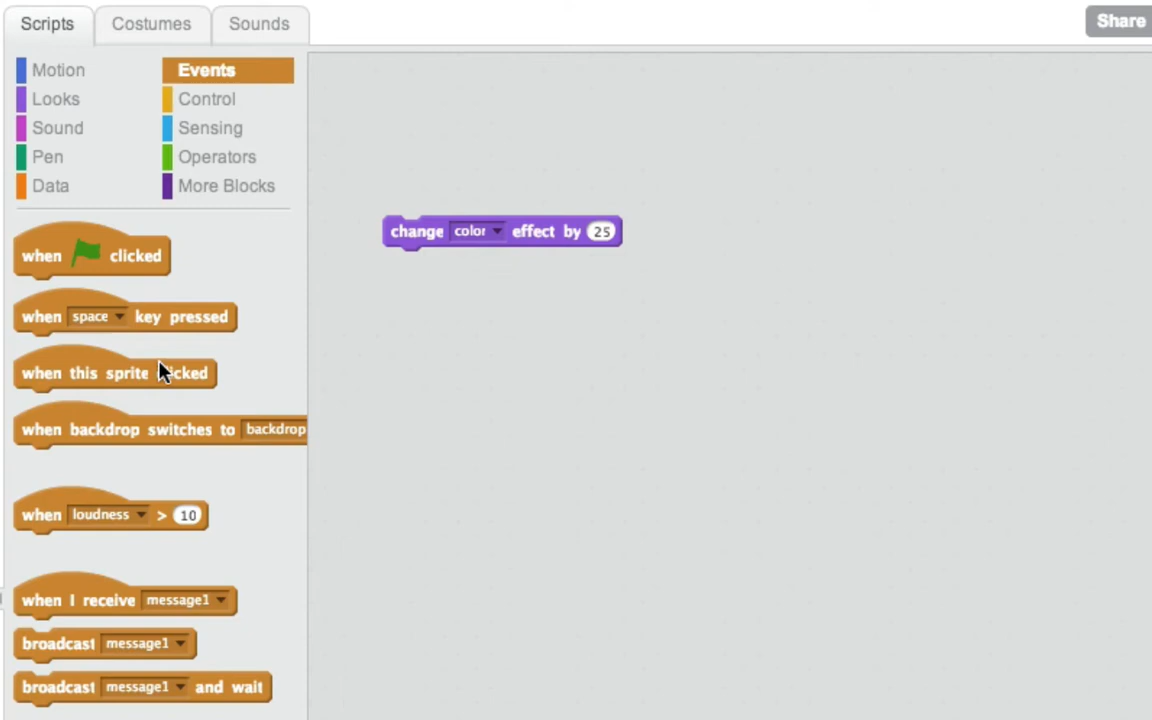 Scripts Costumes Sounds Share
Motion Events
Looks Control
Sound Sensing
Pen Operators
Data More Blocks
when clicked
change color effect by 25
when space key pressed
when this sprite
when backdrop switches to backdrop
when loudness > 10
when I receive message1
broadcast message1
broadcast message1 and wait